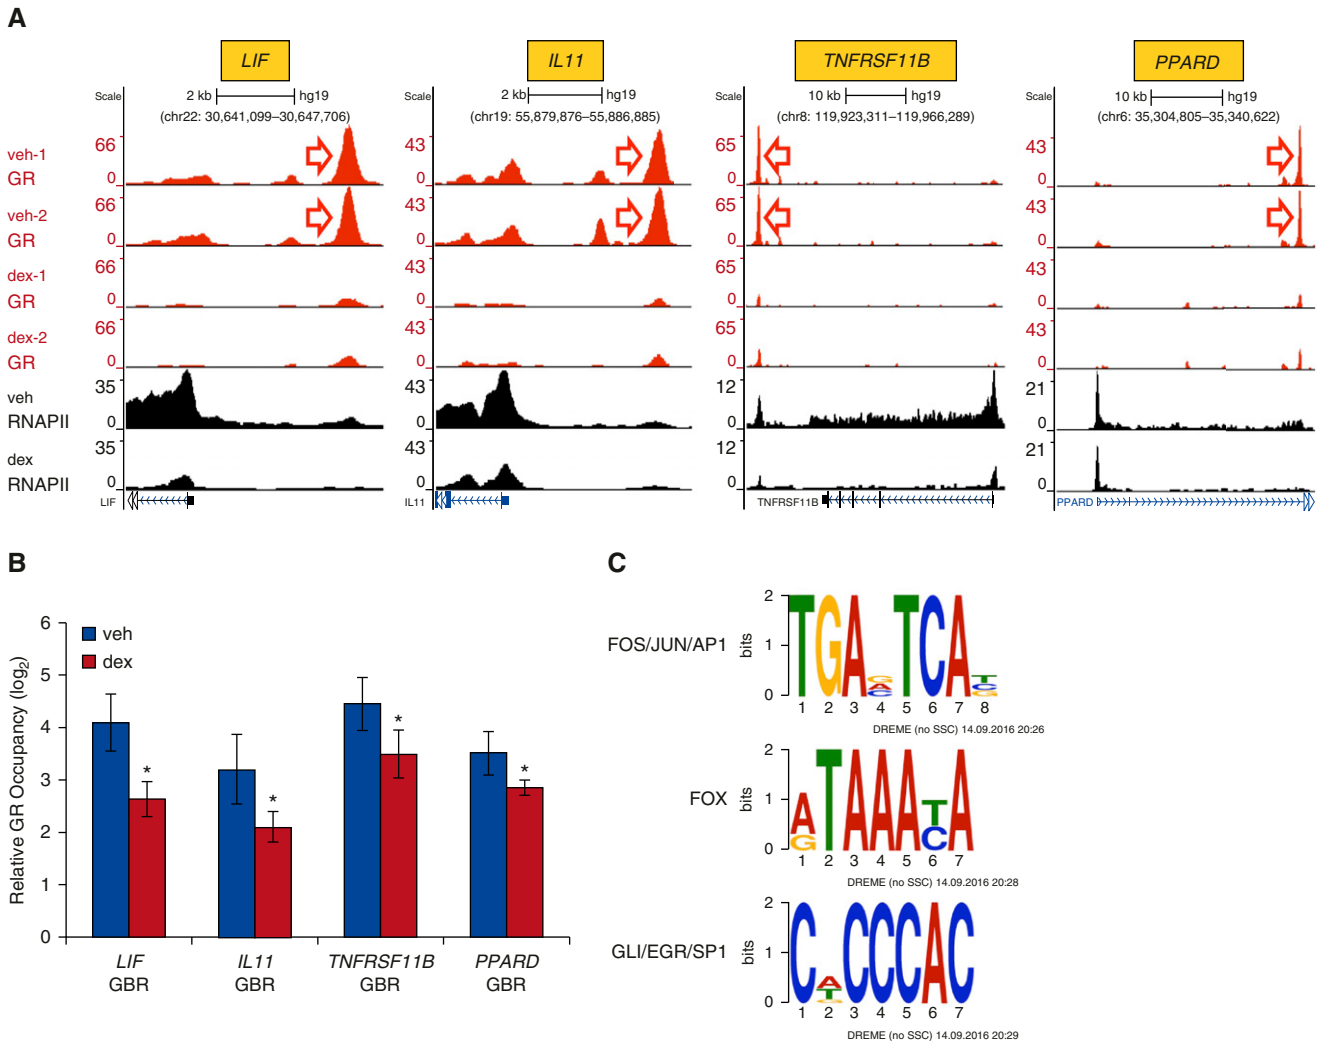 A
LIF IL11 TNFRSF11B PPARD
Scale 2 kb hg19 Scale 2 kb hg19 Scale 10 kb hg19 Scale 10 kb hg19
(chr22: 30,641,099–30,647,706) (chr19: 55,879,876–55,886,885) (chr8: 119,923,311–119,966,289) (chr6: 35,304,805–35,340,622)
veh-1 66 43 65 43
GR 0 0 0 0
veh-2 66 43 65 43
GR 0 0 0 0
dex-1 66 43 65 43
GR 0 0 0 0
dex-2 66 43 65 43
GR 0 0 0 0
veh 35 43 12 21
RNAPII 0 0 0 0
dex 35 43 12 21
RNAPII 0 0 0 0
LIF IL11 TNFRSF11B PPARD
B
Relative GR Occupancy (log2)
6
5
4
3
2
1
0
veh
dex
* * * *
LIF IL11 TNFRSF11B PPARD
GBR GBR GBR GBR
C
FOS/JUN/AP1
bits
2
1
0
TGAGTCAT
A C
C G
1 2 3 4 5 6 7 8
DREME (no SSC) 14.09.2016 20:26
FOX
bits
2
1
0
ATAAATA
G C
1 2 3 4 5 6 7
DREME (no SSC) 14.09.2016 20:28
GLI/EGR/SP1
bits
2
1
0
CACCCAC
T
1 2 3 4 5 6 7
DREME (no SSC) 14.09.2016 20:29